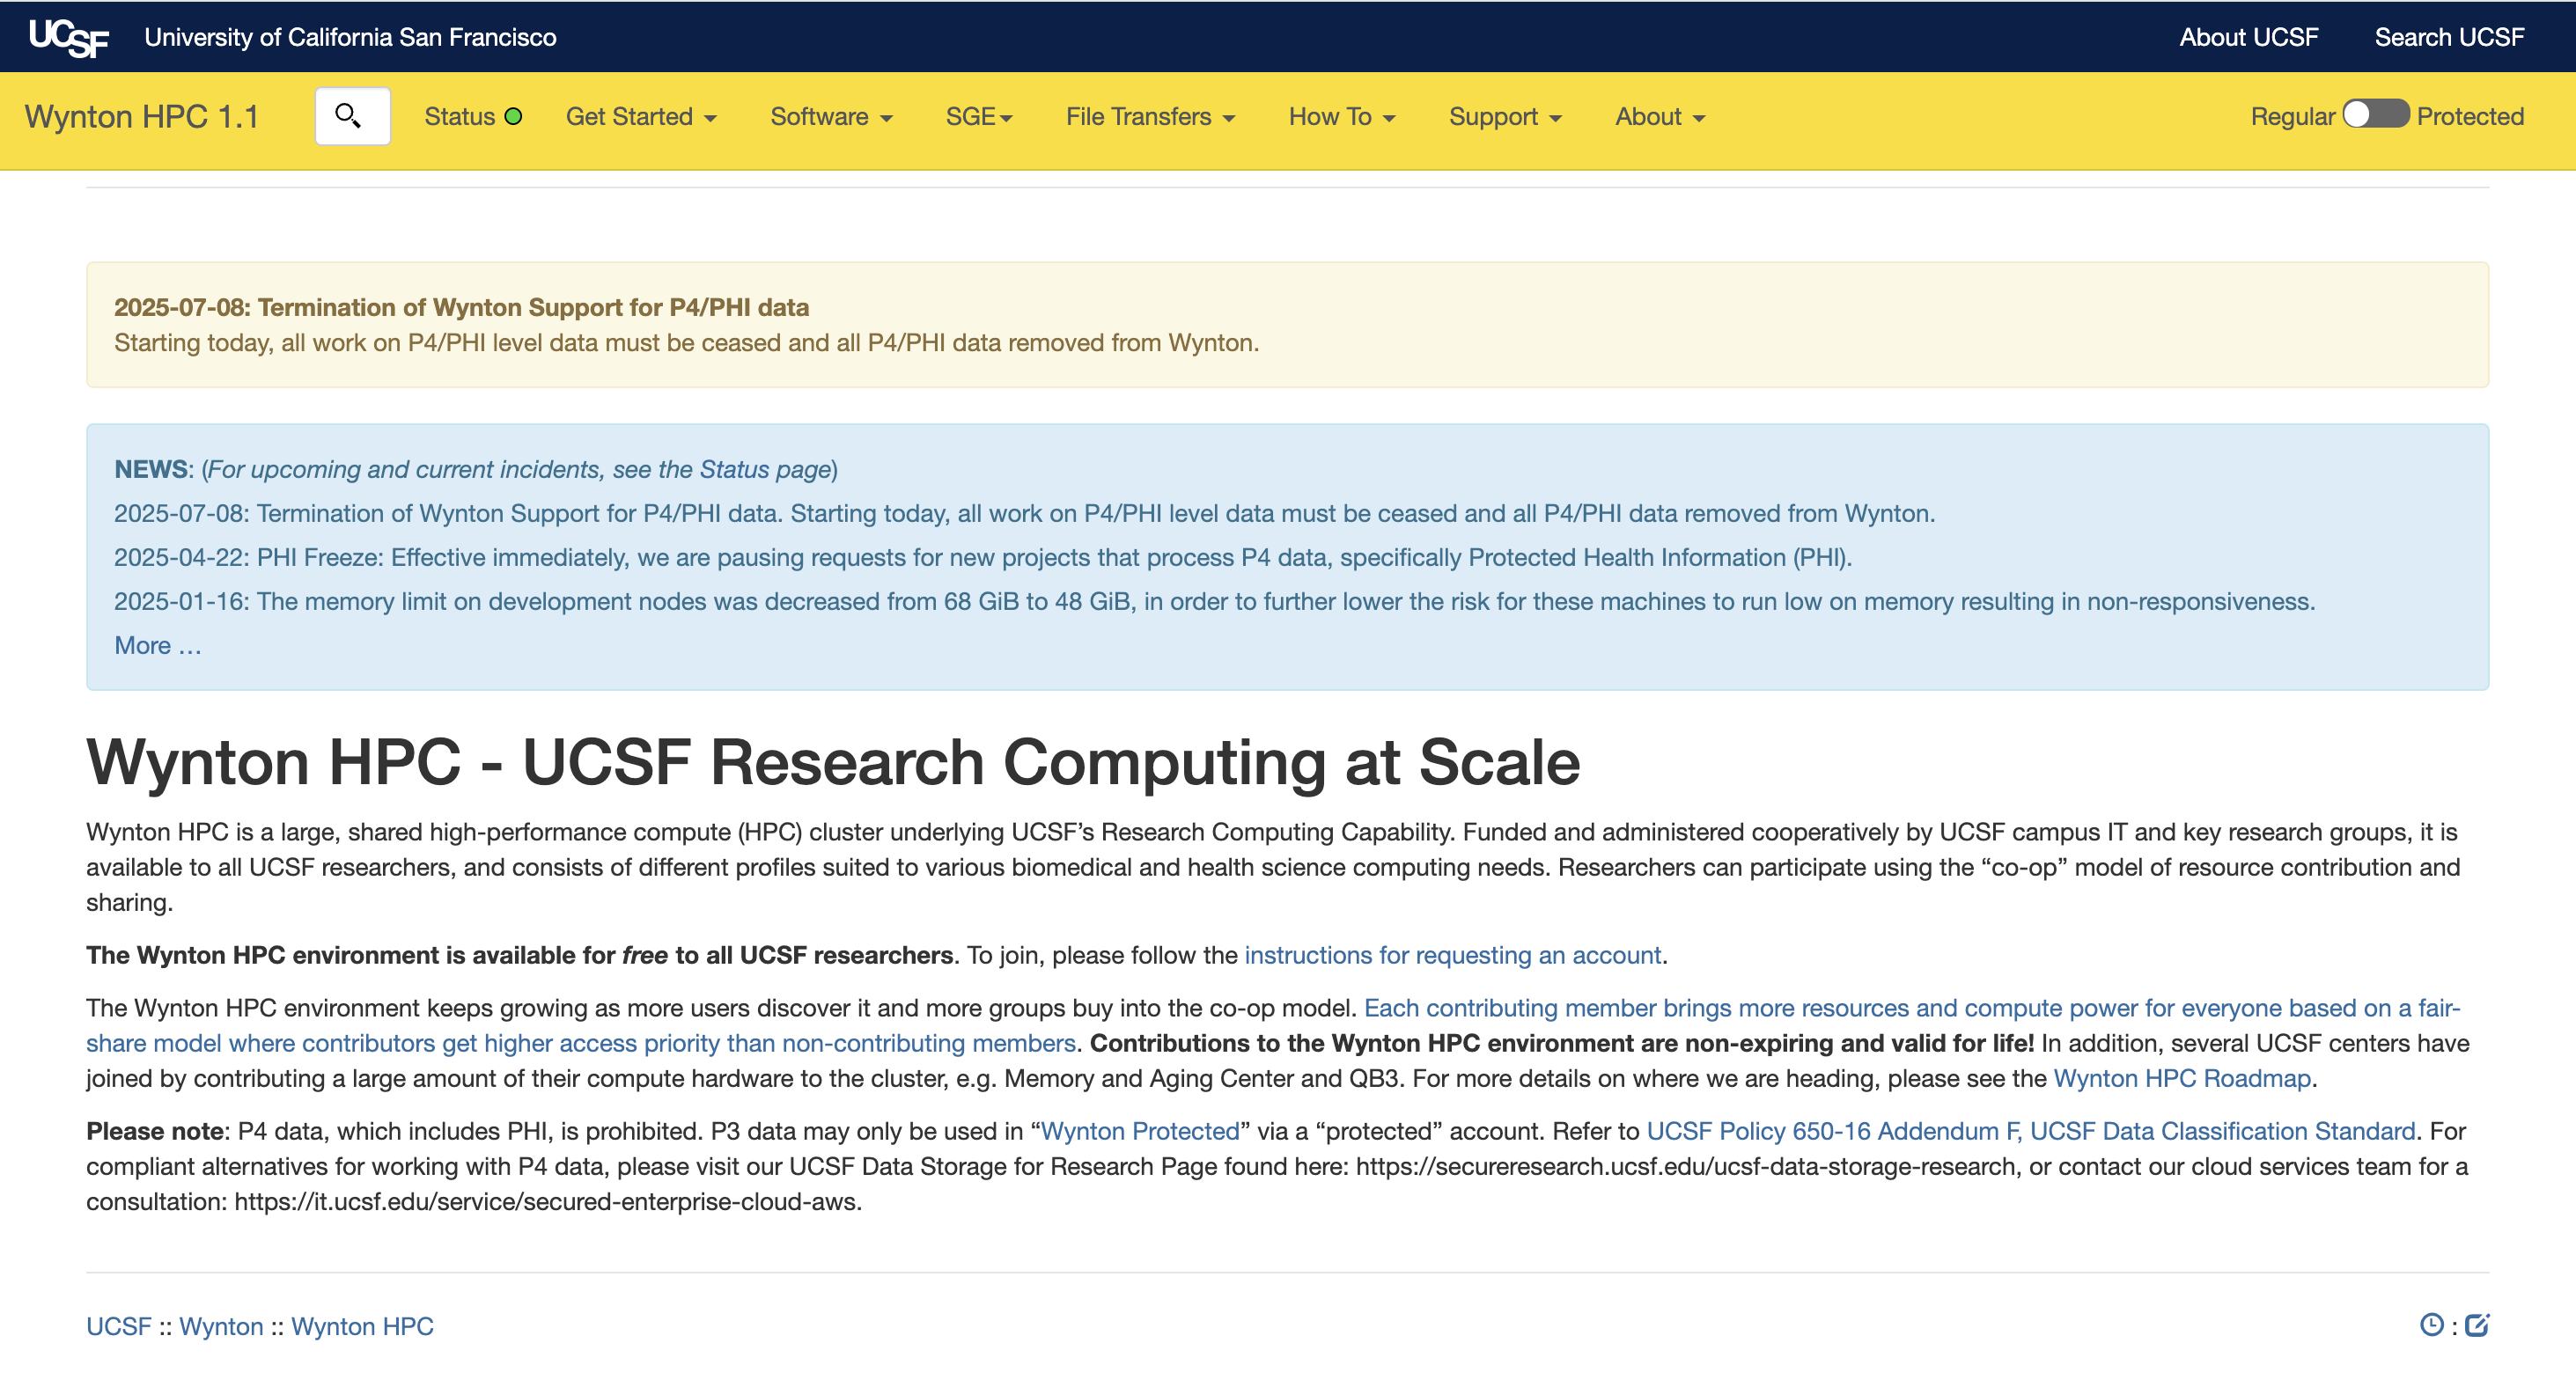 UCSF University of California San Francisco About UCSF Search UCSF
Wynton HPC 1.1 Status Get Started Software SGE File Transfers How To Support About Regular Protected
2025-07-08: Termination of Wynton Support for P4/PHI data
Starting today, all work on P4/PHI level data must be ceased and all P4/PHI data removed from Wynton.
NEWS: (For upcoming and current incidents, see the Status page)
2025-07-08: Termination of Wynton Support for P4/PHI data. Starting today, all work on P4/PHI level data must be ceased and all P4/PHI data removed from Wynton.
2025-04-22: PHI Freeze: Effective immediately, we are pausing requests for new projects that process P4 data, specifically Protected Health Information (PHI).
2025-01-16: The memory limit on development nodes was decreased from 68 GiB to 48 GiB, in order to further lower the risk for these machines to run low on memory resulting in non-responsiveness.
More …
Wynton HPC - UCSF Research Computing at Scale
Wynton HPC is a large, shared high-performance compute (HPC) cluster underlying UCSF’s Research Computing Capability. Funded and administered cooperatively by UCSF campus IT and key research groups, it is
available to all UCSF researchers, and consists of different profiles suited to various biomedical and health science computing needs. Researchers can participate using the “co-op” model of resource contribution and
sharing.
The Wynton HPC environment is available for free to all UCSF researchers. To join, please follow the instructions for requesting an account.
The Wynton HPC environment keeps growing as more users discover it and more groups buy into the co-op model. Each contributing member brings more resources and compute power for everyone based on a fair-
share model where contributors get higher access priority than non-contributing members. Contributions to the Wynton HPC environment are non-expiring and valid for life! In addition, several UCSF centers have
joined by contributing a large amount of their compute hardware to the cluster, e.g. Memory and Aging Center and QB3. For more details on where we are heading, please see the Wynton HPC Roadmap.
Please note: P4 data, which includes PHI, is prohibited. P3 data may only be used in “Wynton Protected” via a “protected” account. Refer to UCSF Policy 650-16 Addendum F, UCSF Data Classification Standard. For
compliant alternatives for working with P4 data, please visit our UCSF Data Storage for Research Page found here: https://secureresearch.ucsf.edu/ucsf-data-storage-research, or contact our cloud services team for a
consultation: https://it.ucsf.edu/service/secured-enterprise-cloud-aws.
UCSF :: Wynton :: Wynton HPC :